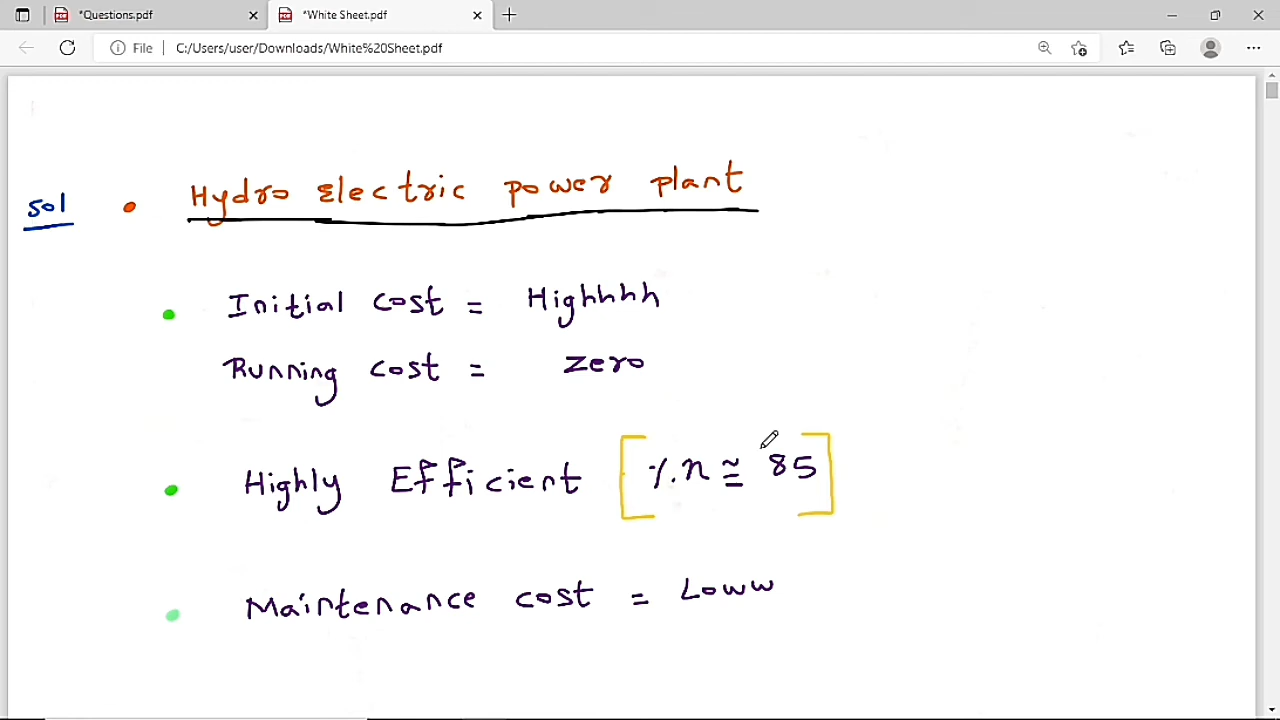 *Questions.pdf
*White Sheet.pdf
File C:/Users/user/Downloads/White%20Sheet.pdf
Sol • Hydro Electric power plant
• Initial cost = Highhhh
Running cost = zero
• Highly Efficient [%η ≅ 85]
• Maintenance cost = Loww